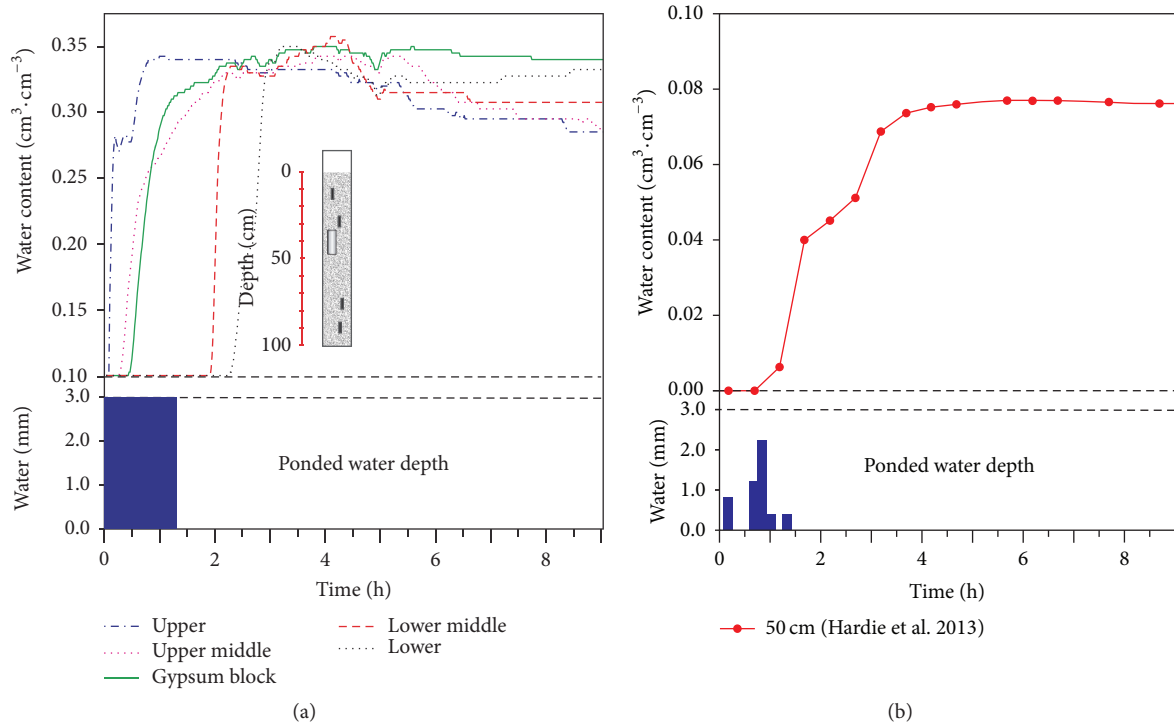 0.35
0.30
0.25
0.20
0.15
0.10
Water content (cm³·cm⁻³)
0
50
100
Depth (cm)
3.0
2.0
1.0
0.0
Water (mm)
Ponded water depth
0 2 4 6 8
Time (h)
Upper
Upper middle
Gypsum block
Lower middle
Lower
(a)
0.10
0.08
0.06
0.04
0.02
0.00
Water content (cm³·cm⁻³)
3.0
2.0
1.0
0.0
Water (mm)
Ponded water depth
0 2 4 6 8
Time (h)
50 cm (Hardie et al. 2013)
(b)